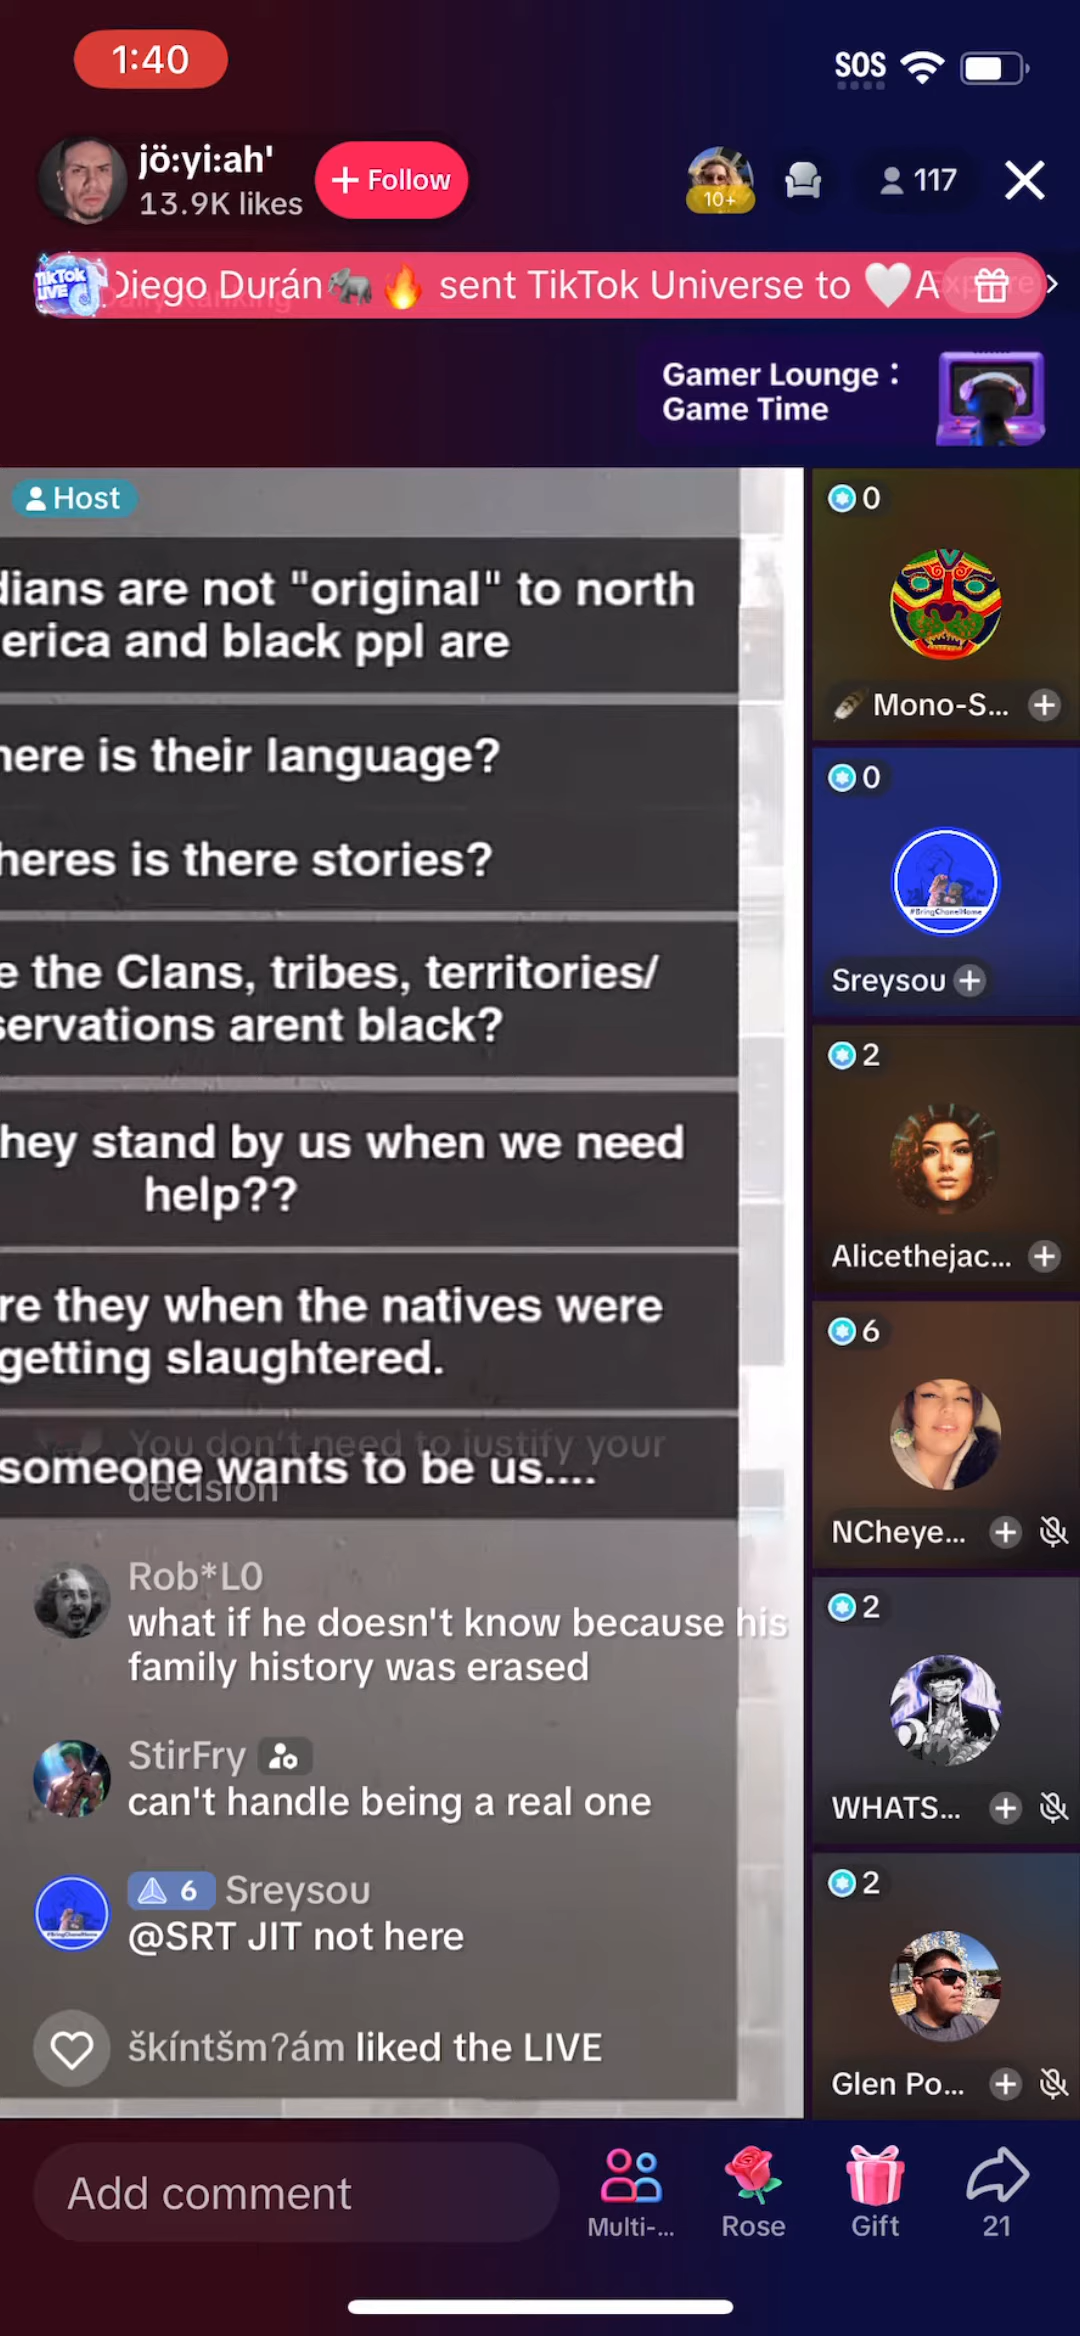 1:40
SOS
jö:yi:ah'
13.9K likes
+ Follow
10+
117
TikTok
LIVE
Diego Durán🐘🔥 sent TikTok Universe to 🤍A
Gamer Lounge：
Game Time
Host
dians are not "original" to north
erica and black ppl are
here is their language?
heres is there stories?
e the Clans, tribes, territories/
servations arent black?
hey stand by us when we need
help??
re they when the natives were
getting slaughtered.
someone wants to be us....
You don't need to justify your
decision
Rob*L0
what if he doesn't know because his
family history was erased
StirFry
can't handle being a real one
6 Sreysou
@SRT JIT not here
škíntšmʔám liked the LIVE
0
🪶 Mono-S...
0
#BringChanelHome
Sreysou
2
Alicethejac...
6
NCheye...
2
WHATS...
2
Glen Po...
Add comment
Multi-...
Rose
Gift
21